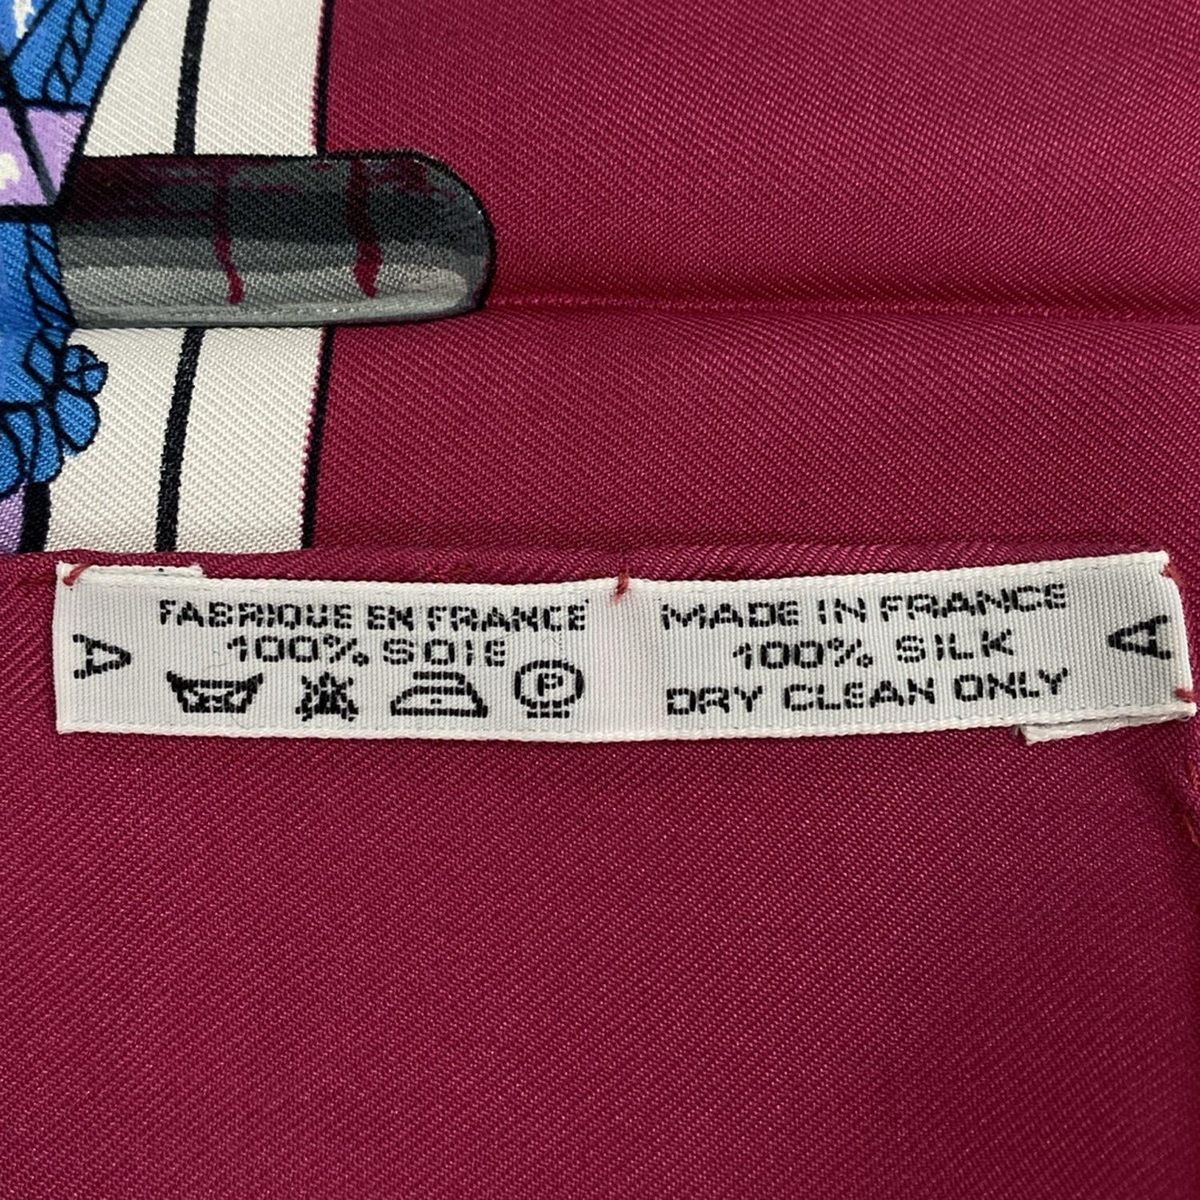 A
FABRIQUE EN FRANCE
100% SOIE
P
MADE IN FRANCE
100% SILK
DRY CLEAN ONLY
A